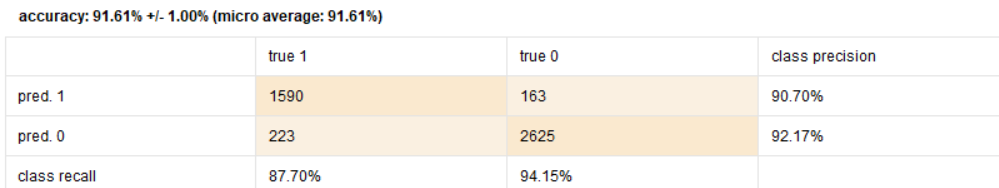 accuracy: 91.61% +/- 1.00% (micro average: 91.61%)
true 1 true 0 class precision
pred. 1 1590 163 90.70%
pred. 0 223 2625 92.17%
class recall 87.70% 94.15%